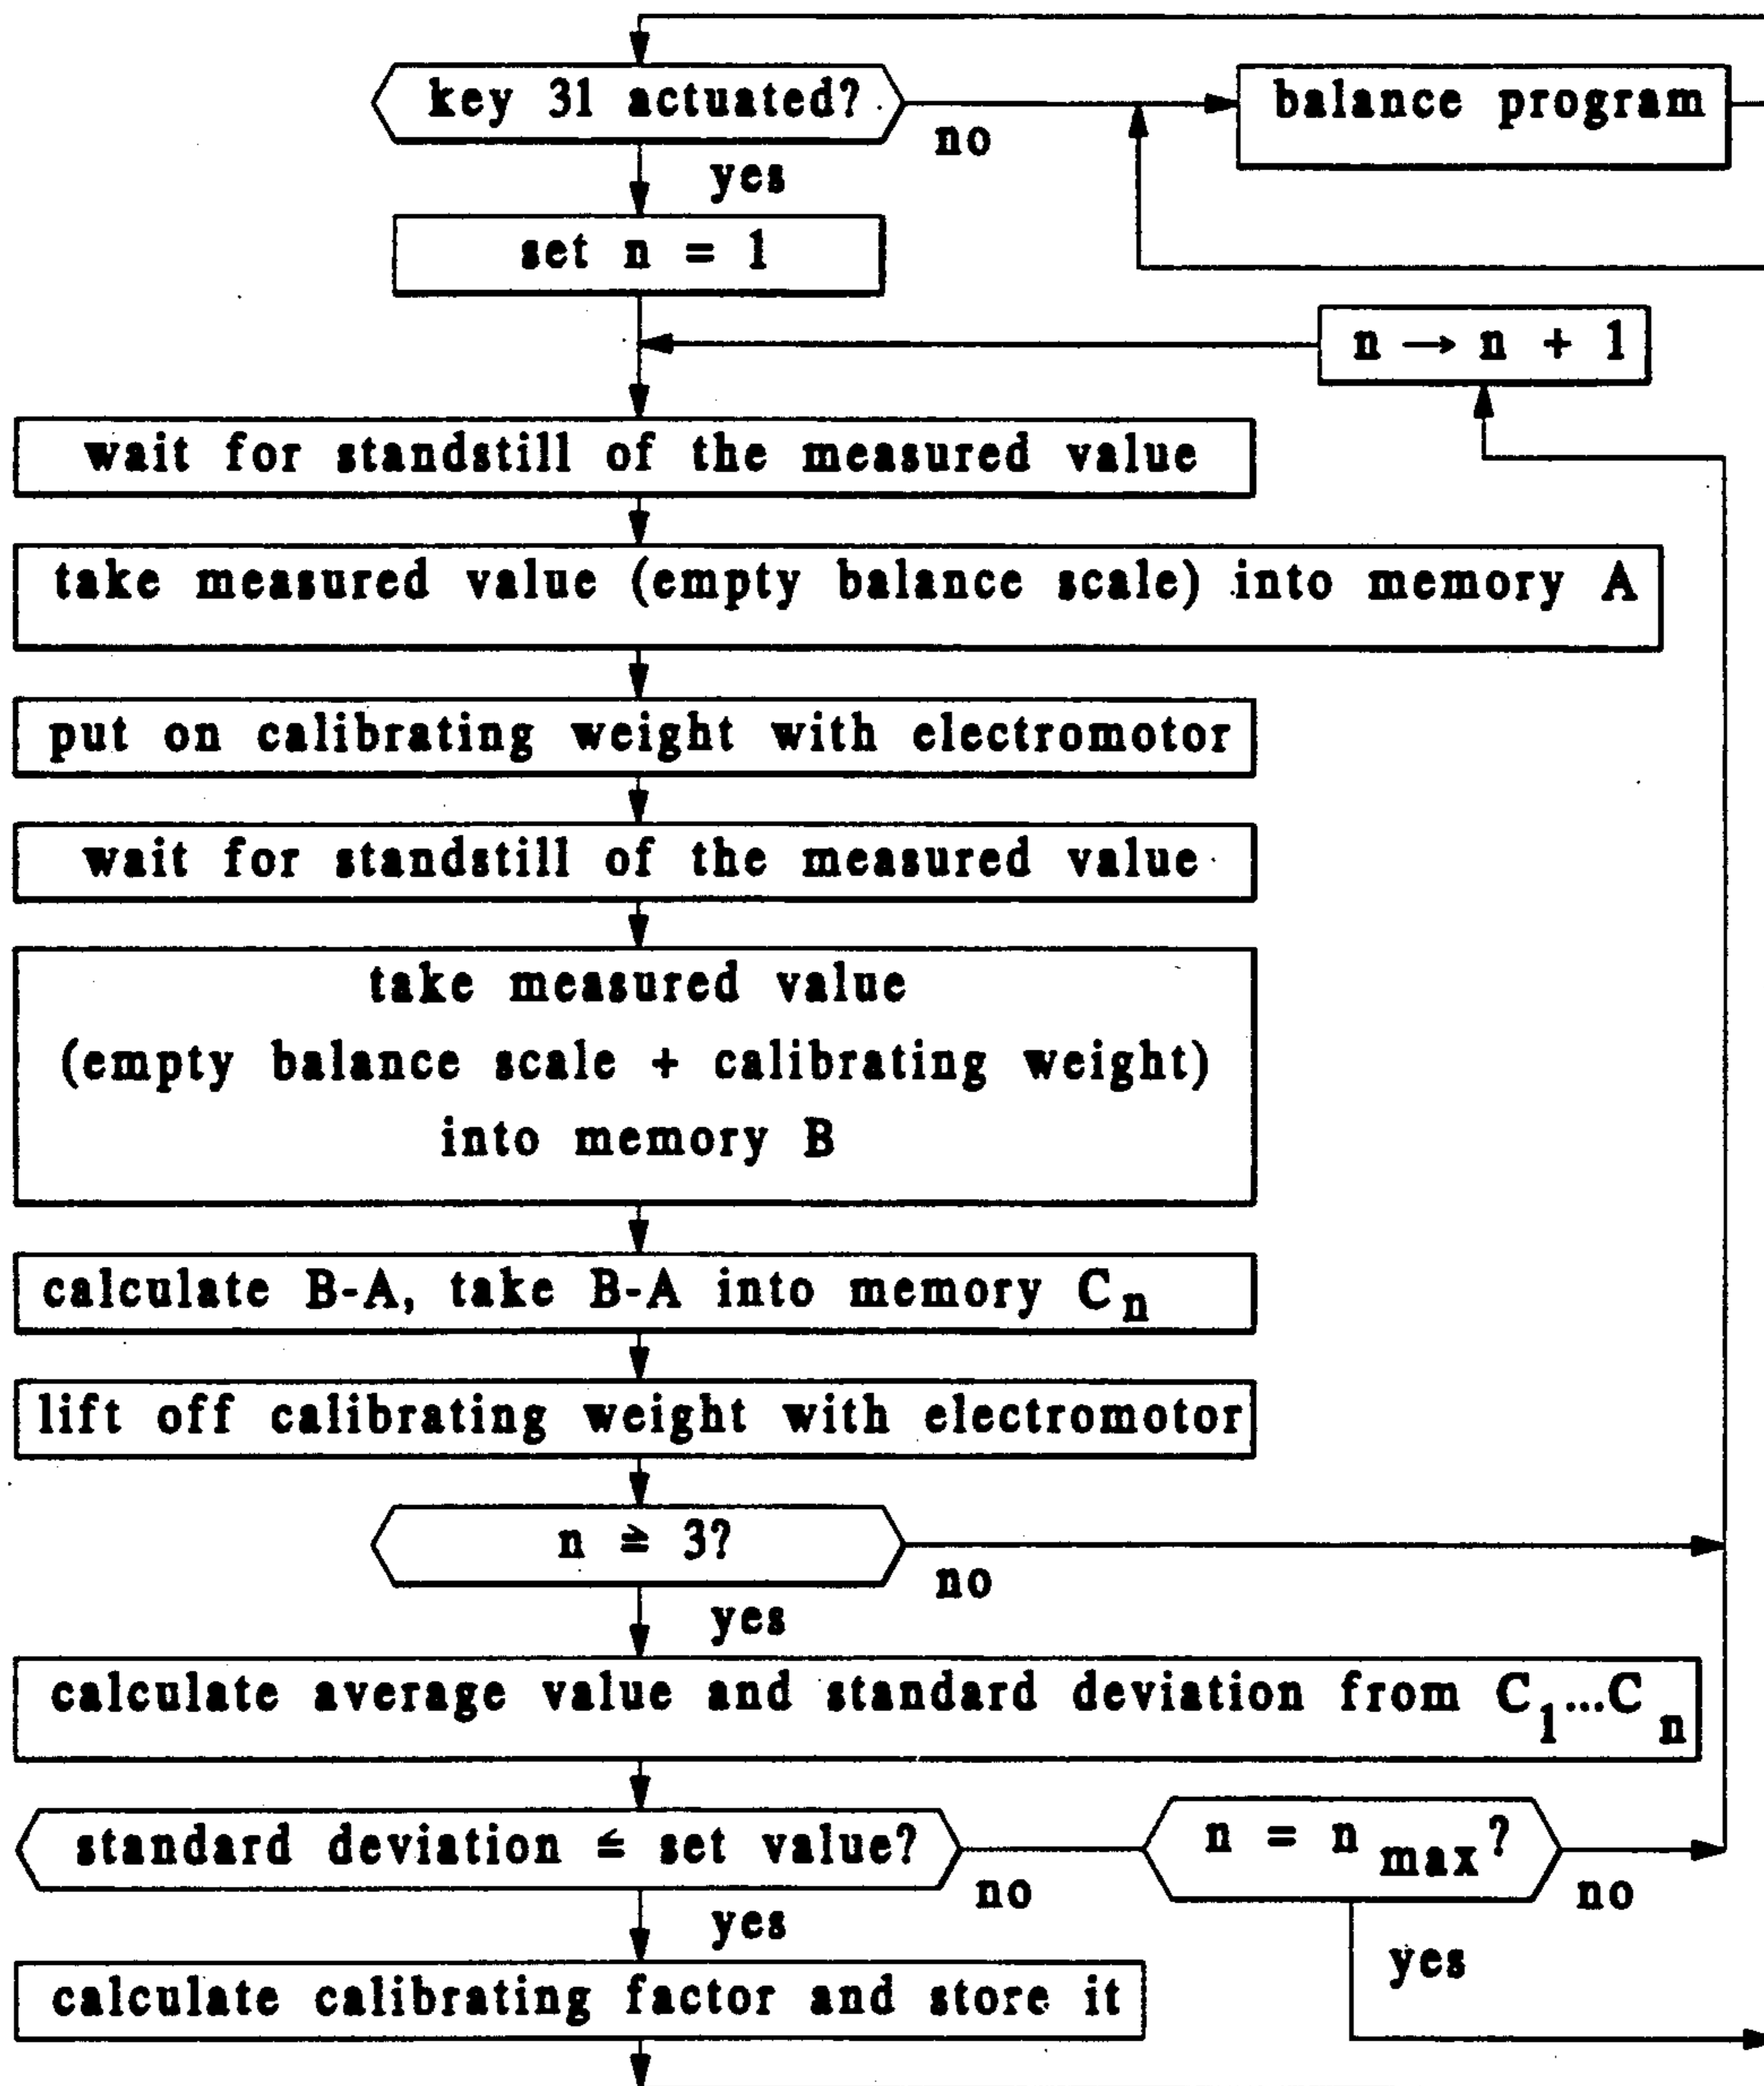 key 31 actuated?
no
balance program
yes
set n = 1
n → n + 1
wait for standstill of the measured value
take measured value (empty balance scale) into memory A
put on calibrating weight with electromotor
wait for standstill of the measured value
take measured value
(empty balance scale + calibrating weight)
into memory B
calculate B-A, take B-A into memory Cₙ
lift off calibrating weight with electromotor
n ≧ 3?
no
yes
calculate average value and standard deviation from C₁...Cₙ
standard deviation ≦ set value?
no
n = n max?
no
yes
yes
calculate calibrating factor and store it